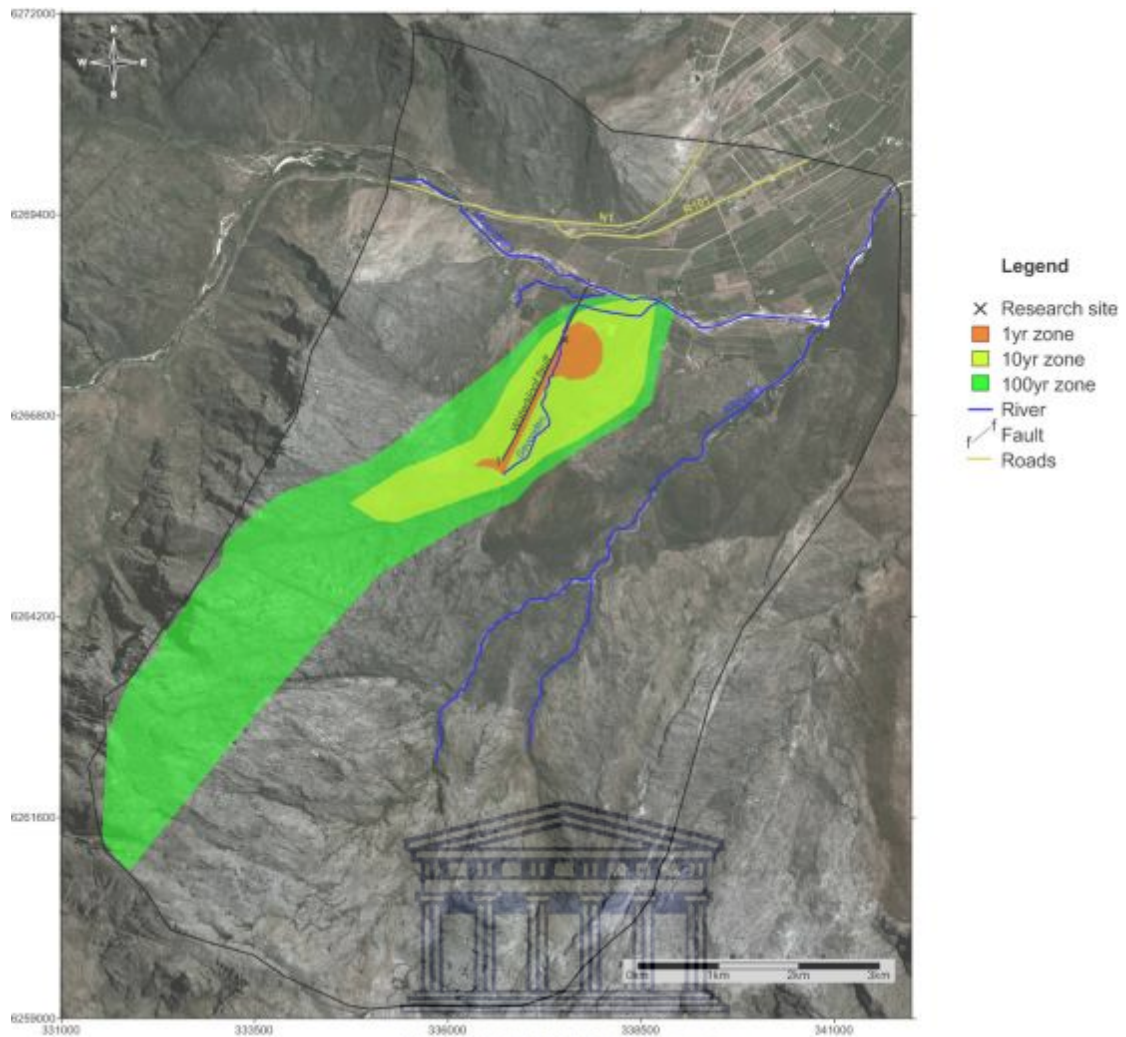 6272000
N
W E
S
6269400
N1
R101
6266800
6264200
6261600
6259000
0km 1km 2km 3km
331000 333500 336000 338500 341000
Legend
Research site
1yr zone
10yr zone
100yr zone
River
f f
Fault
Roads